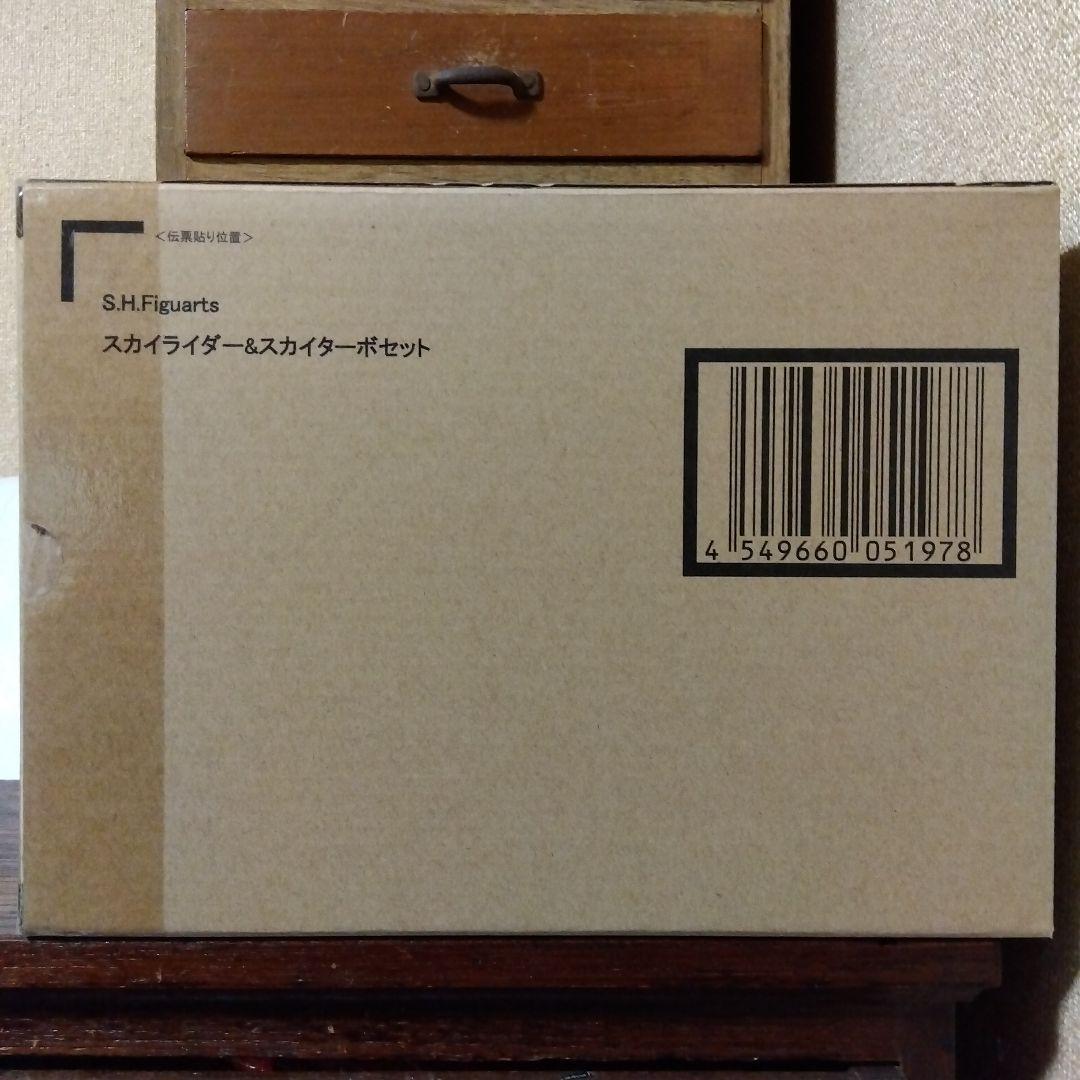 <伝票貼り位置>
S.H.Figuarts
スカイライダー&スカイターボセット
4 549660 051978